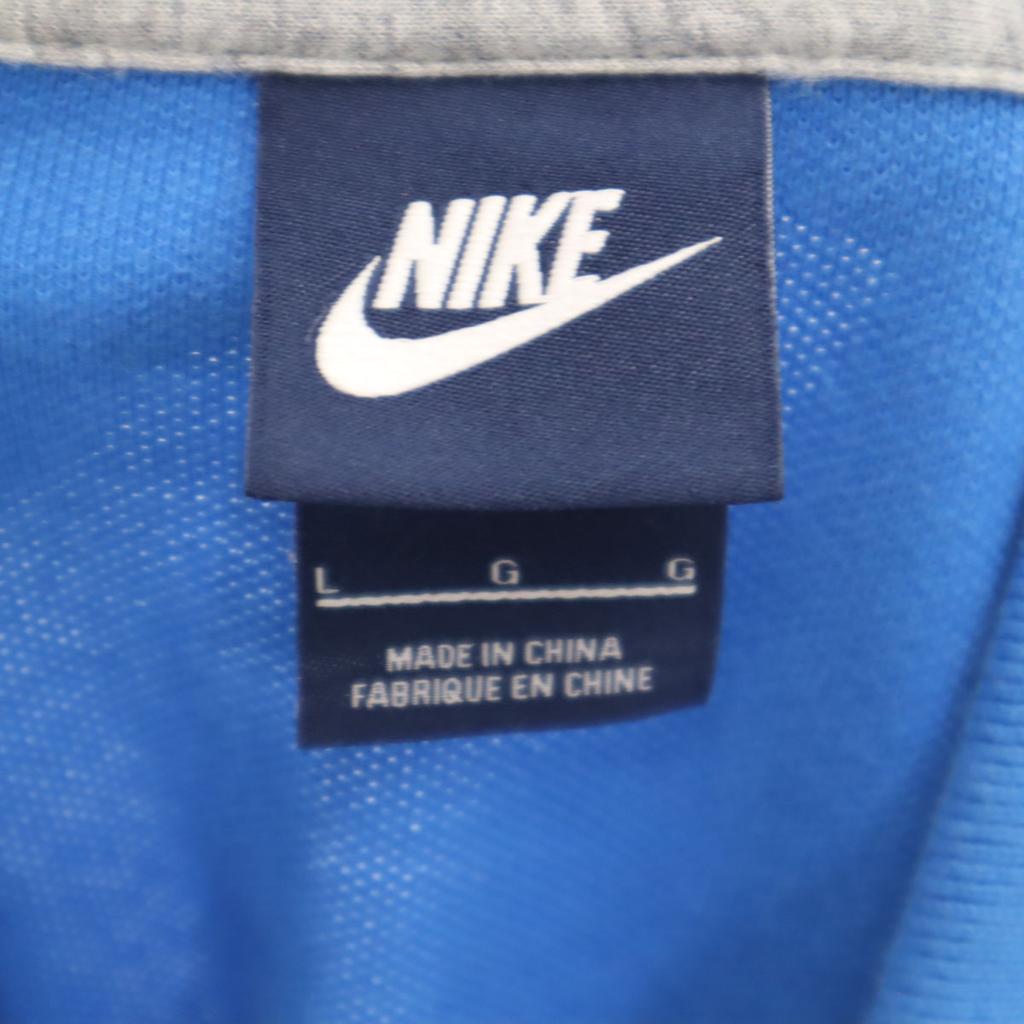 NIKE
L G G
MADE IN CHINA
FABRIQUE EN CHINE